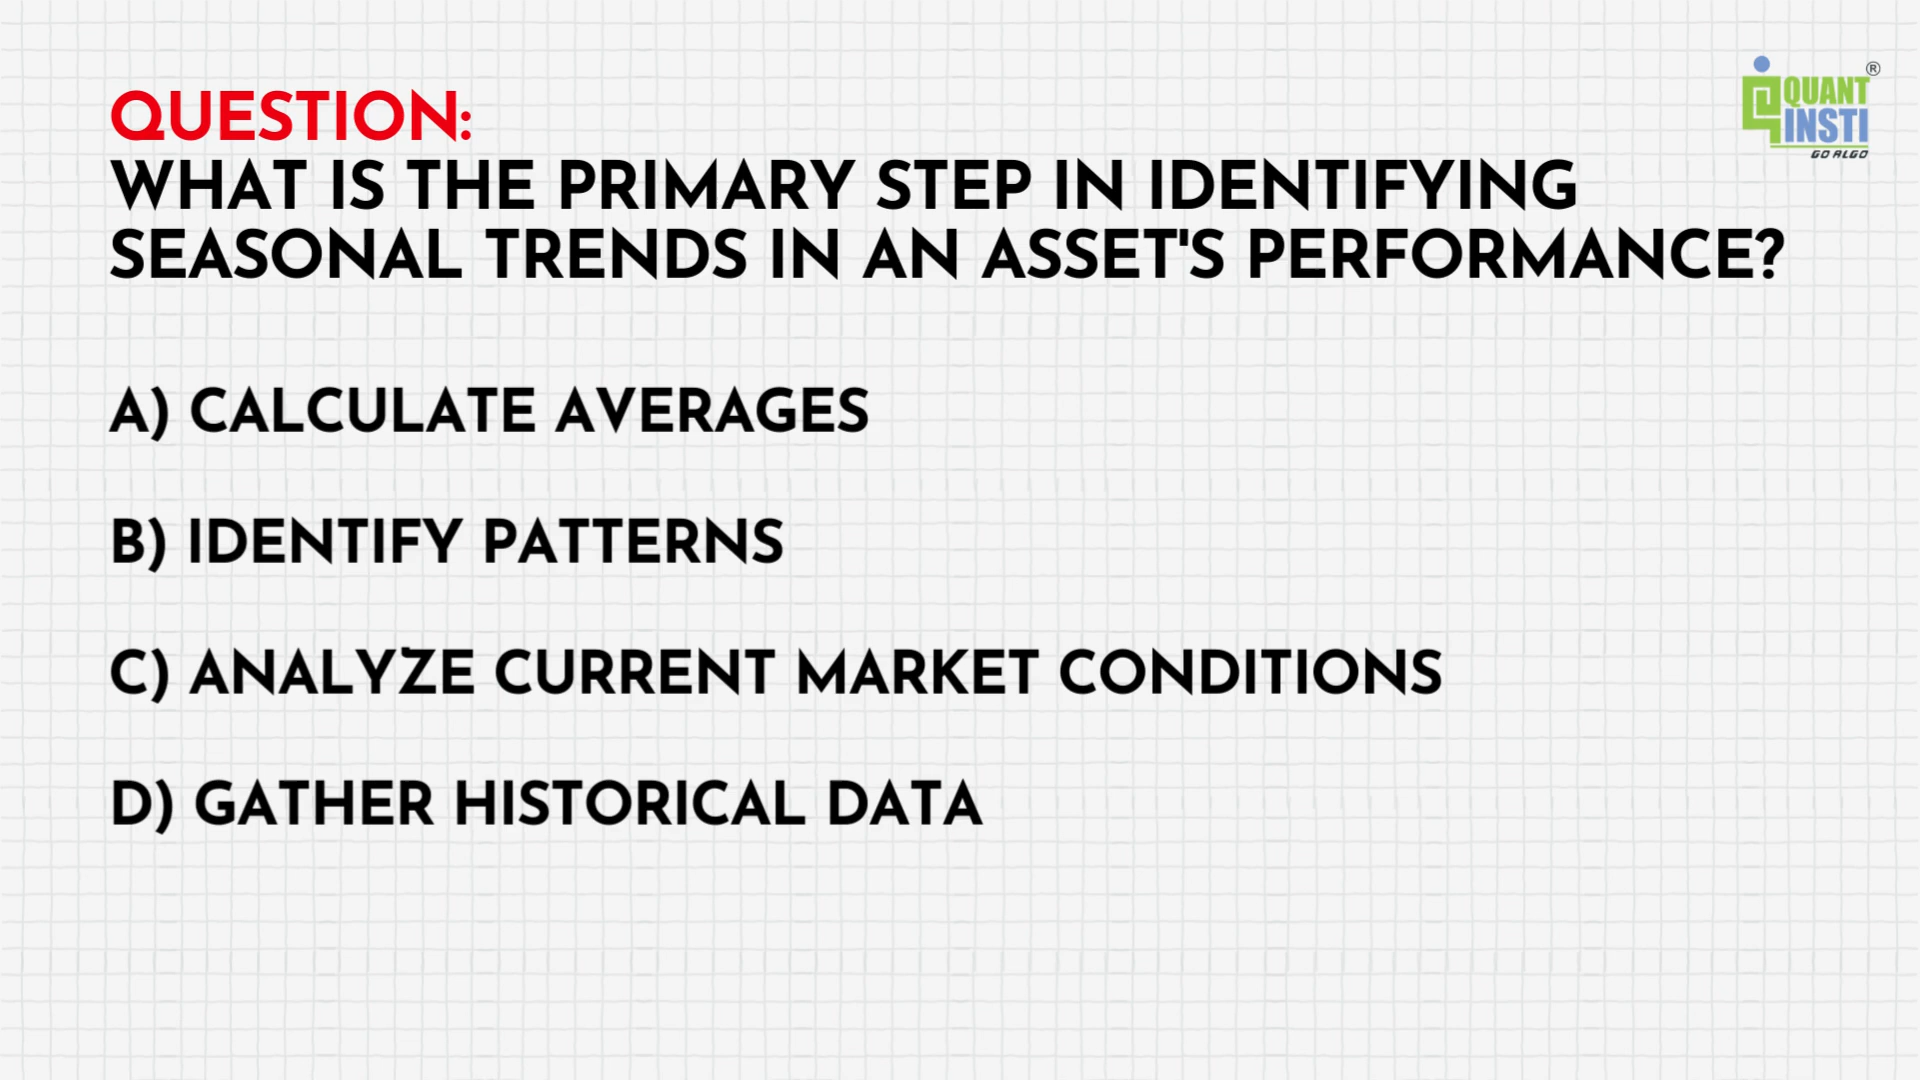 QUESTION:
WHAT IS THE PRIMARY STEP IN IDENTIFYING
SEASONAL TRENDS IN AN ASSET'S PERFORMANCE?
A) CALCULATE AVERAGES
B) IDENTIFY PATTERNS
C) ANALYZE CURRENT MARKET CONDITIONS
D) GATHER HISTORICAL DATA
QUANT
INSTI
®
GO ALGO